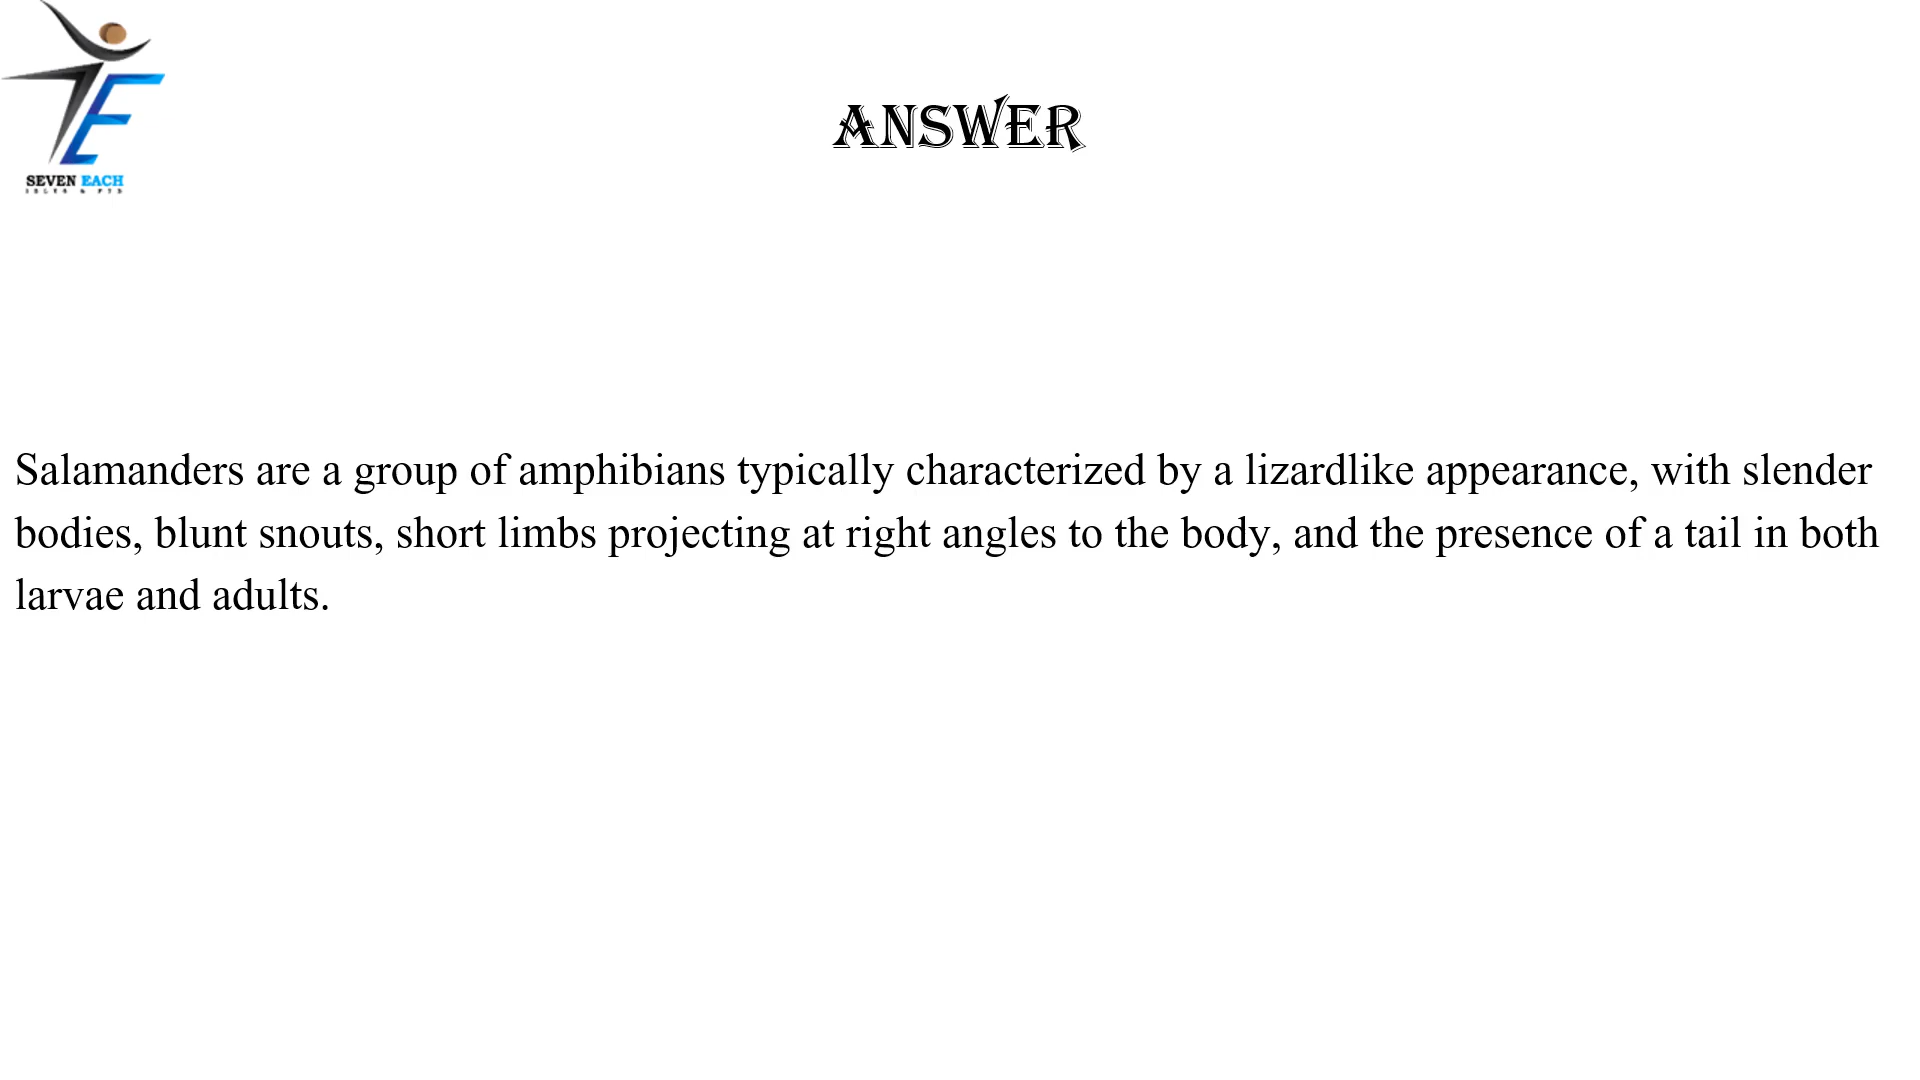 SEVEN EACH
ANSWER
Salamanders are a group of amphibians typically characterized by a lizardlike appearance, with slender
bodies, blunt snouts, short limbs projecting at right angles to the body, and the presence of a tail in both
larvae and adults.